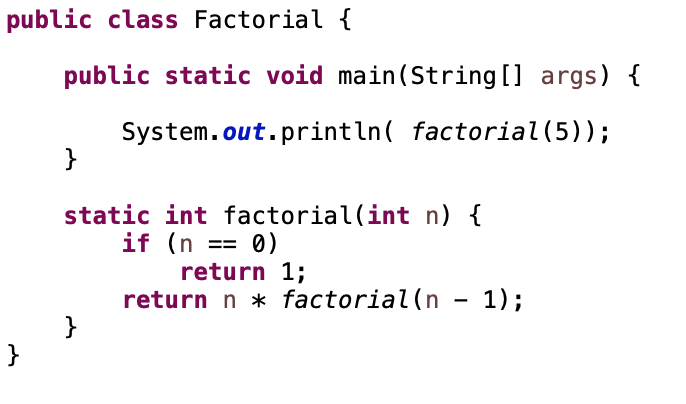 public class Factorial {
public static void main(String[] args) {
System.out.println( factorial(5));
}
static int factorial(int n) {
if (n == 0)
return 1;
return n * factorial(n - 1);
}
}